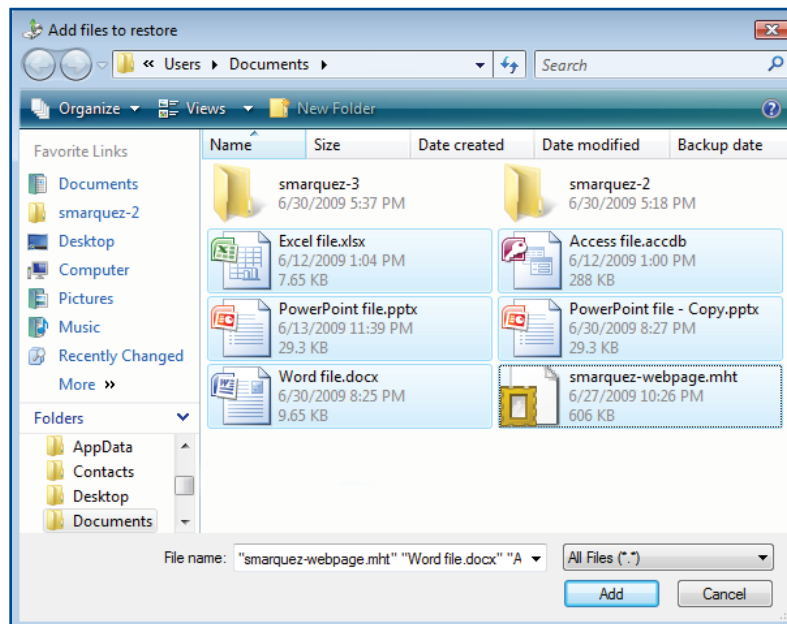 Add files to restore
« Users ▸ Documents ▸
Search
Organize Views New Folder
Favorite Links
Documents
smarquez-2
Desktop
Computer
Pictures
Music
Recently Changed
More »
Folders
AppData
Contacts
Desktop
Documents
Name Size Date created Date modified Backup date
smarquez-3
6/30/2009 5:37 PM
smarquez-2
6/30/2009 5:18 PM
Excel file.xlsx
6/12/2009 1:04 PM
7.65 KB
Access file.accdb
6/12/2009 1:00 PM
288 KB
PowerPoint file.pptx
6/13/2009 11:39 PM
29.3 KB
PowerPoint file - Copy.pptx
6/30/2009 8:27 PM
29.3 KB
Word file.docx
6/30/2009 8:25 PM
9.65 KB
smarquez-webpage.mht
6/27/2009 10:26 PM
606 KB
File name: "smarquez-webpage.mht" "Word file.docx" "A
All Files (*.*)
Add Cancel